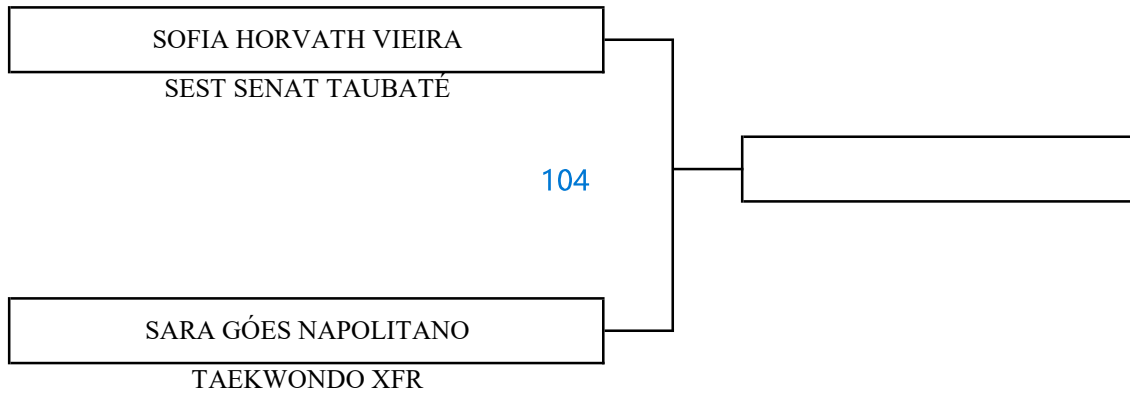 SOFIA HORVATH VIEIRA
SEST SENAT TAUBATÉ
104
SARA GÓES NAPOLITANO
TAEKWONDO XFR